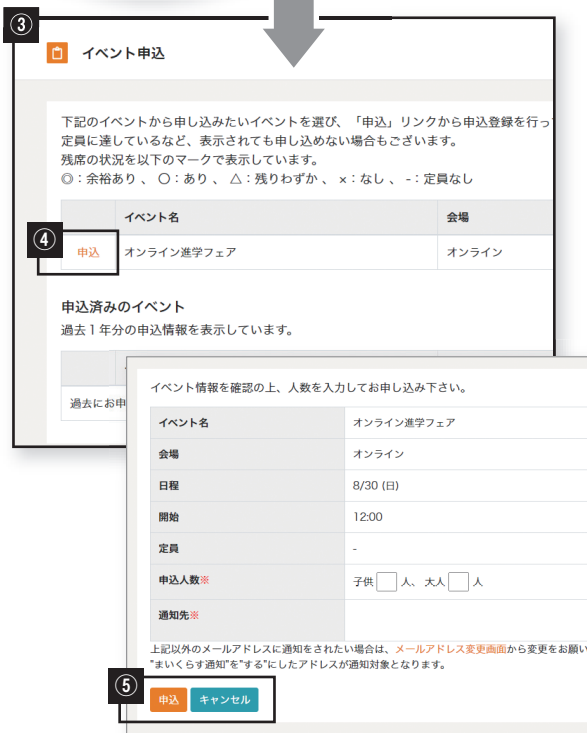 ③
イベント申込
下記のイベントから申し込みたいイベントを選び、「申込」リンクから申込登録を行っ
定員に達しているなど、表示されても申し込めない場合もございます。
残席の状況を以下のマークで表示しています。
◎：余裕あり 、 〇：あり 、 △：残りわずか 、 ×：なし 、 -：定員なし
イベント名 会場
④
申込 オンライン進学フェア オンライン
申込済みのイベント
過去１年分の申込情報を表示しています。
過去にお申
イベント情報を確認の上、人数を入力してお申し込み下さい。
イベント名 オンライン進学フェア
会場 オンライン
日程 8/30 (日)
開始 12:00
定員 -
申込人数※ 子供 人、大人 人
通知先※
上記以外のメールアドレスに通知をされたい場合は、メールアドレス変更画面から変更をお願い
"まいくらす通知"を"する"にしたアドレスが通知対象となります。
⑤
申込 キャンセル